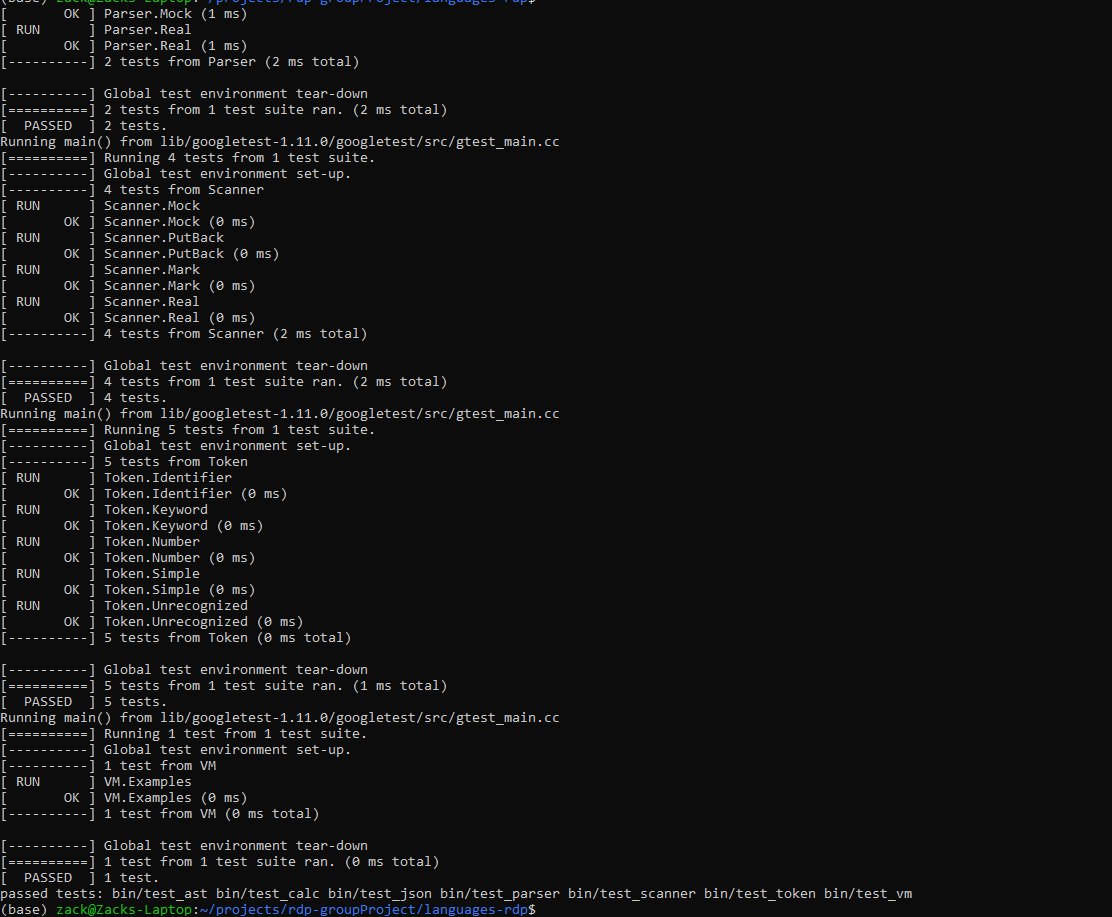 (base) zack@Zacks-Laptop:~/projects/rdp-groupProject/languages-rdp$
[       OK ] Parser.Mock (1 ms)
[ RUN      ] Parser.Real
[       OK ] Parser.Real (1 ms)
[----------] 2 tests from Parser (2 ms total)

[----------] Global test environment tear-down
[==========] 2 tests from 1 test suite ran. (2 ms total)
[  PASSED  ] 2 tests.
Running main() from lib/googletest-1.11.0/googletest/src/gtest_main.cc
[==========] Running 4 tests from 1 test suite.
[----------] Global test environment set-up.
[----------] 4 tests from Scanner
[ RUN      ] Scanner.Mock
[       OK ] Scanner.Mock (0 ms)
[ RUN      ] Scanner.PutBack
[       OK ] Scanner.PutBack (0 ms)
[ RUN      ] Scanner.Mark
[       OK ] Scanner.Mark (0 ms)
[ RUN      ] Scanner.Real
[       OK ] Scanner.Real (0 ms)
[----------] 4 tests from Scanner (2 ms total)

[----------] Global test environment tear-down
[==========] 4 tests from 1 test suite ran. (2 ms total)
[  PASSED  ] 4 tests.
Running main() from lib/googletest-1.11.0/googletest/src/gtest_main.cc
[==========] Running 5 tests from 1 test suite.
[----------] Global test environment set-up.
[----------] 5 tests from Token
[ RUN      ] Token.Identifier
[       OK ] Token.Identifier (0 ms)
[ RUN      ] Token.Keyword
[       OK ] Token.Keyword (0 ms)
[ RUN      ] Token.Number
[       OK ] Token.Number (0 ms)
[ RUN      ] Token.Simple
[       OK ] Token.Simple (0 ms)
[ RUN      ] Token.Unrecognized
[       OK ] Token.Unrecognized (0 ms)
[----------] 5 tests from Token (0 ms total)

[----------] Global test environment tear-down
[==========] 5 tests from 1 test suite ran. (1 ms total)
[  PASSED  ] 5 tests.
Running main() from lib/googletest-1.11.0/googletest/src/gtest_main.cc
[==========] Running 1 test from 1 test suite.
[----------] Global test environment set-up.
[----------] 1 test from VM
[ RUN      ] VM.Examples
[       OK ] VM.Examples (0 ms)
[----------] 1 test from VM (0 ms total)

[----------] Global test environment tear-down
[==========] 1 test from 1 test suite ran. (0 ms total)
[  PASSED  ] 1 test.
passed tests: bin/test_ast bin/test_calc bin/test_json bin/test_parser bin/test_scanner bin/test_token bin/test_vm
(base) zack@Zacks-Laptop:~/projects/rdp-groupProject/languages-rdp$